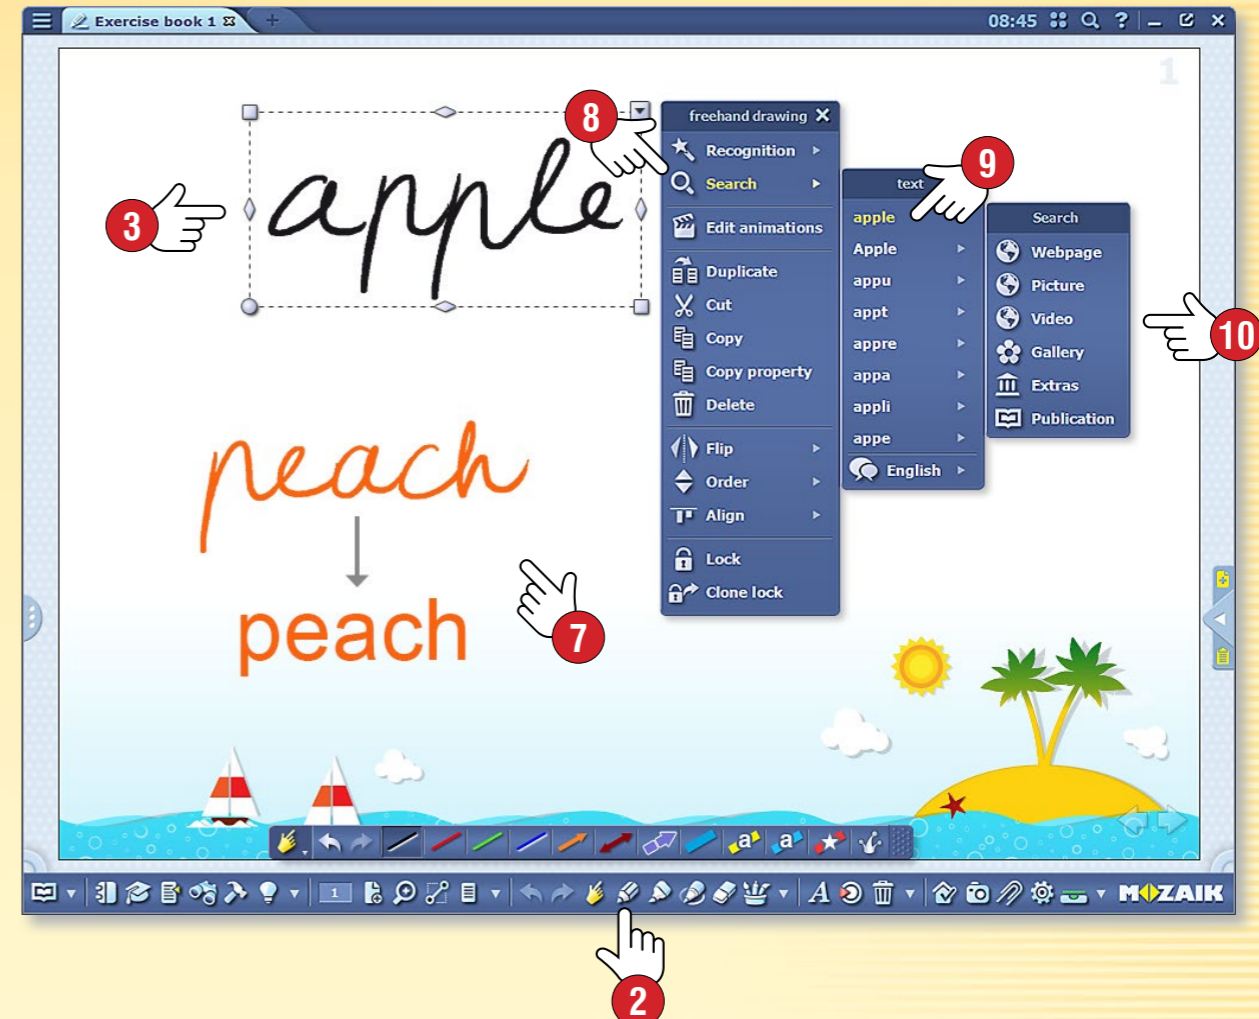 Exercise book 1
08:45
1
apple
8
freehand drawing
Recognition
Search
Edit animations
Duplicate
Cut
Copy
Copy property
Delete
Flip
Order
Align
Lock
Clone lock
9
text
apple
Apple
appu
appt
appre
appa
appli
appe
English
Search
Webpage
Picture
Video
Gallery
Extras
Publication
10
3
peach
peach
7
a
a
1
A
MOZAIK
2